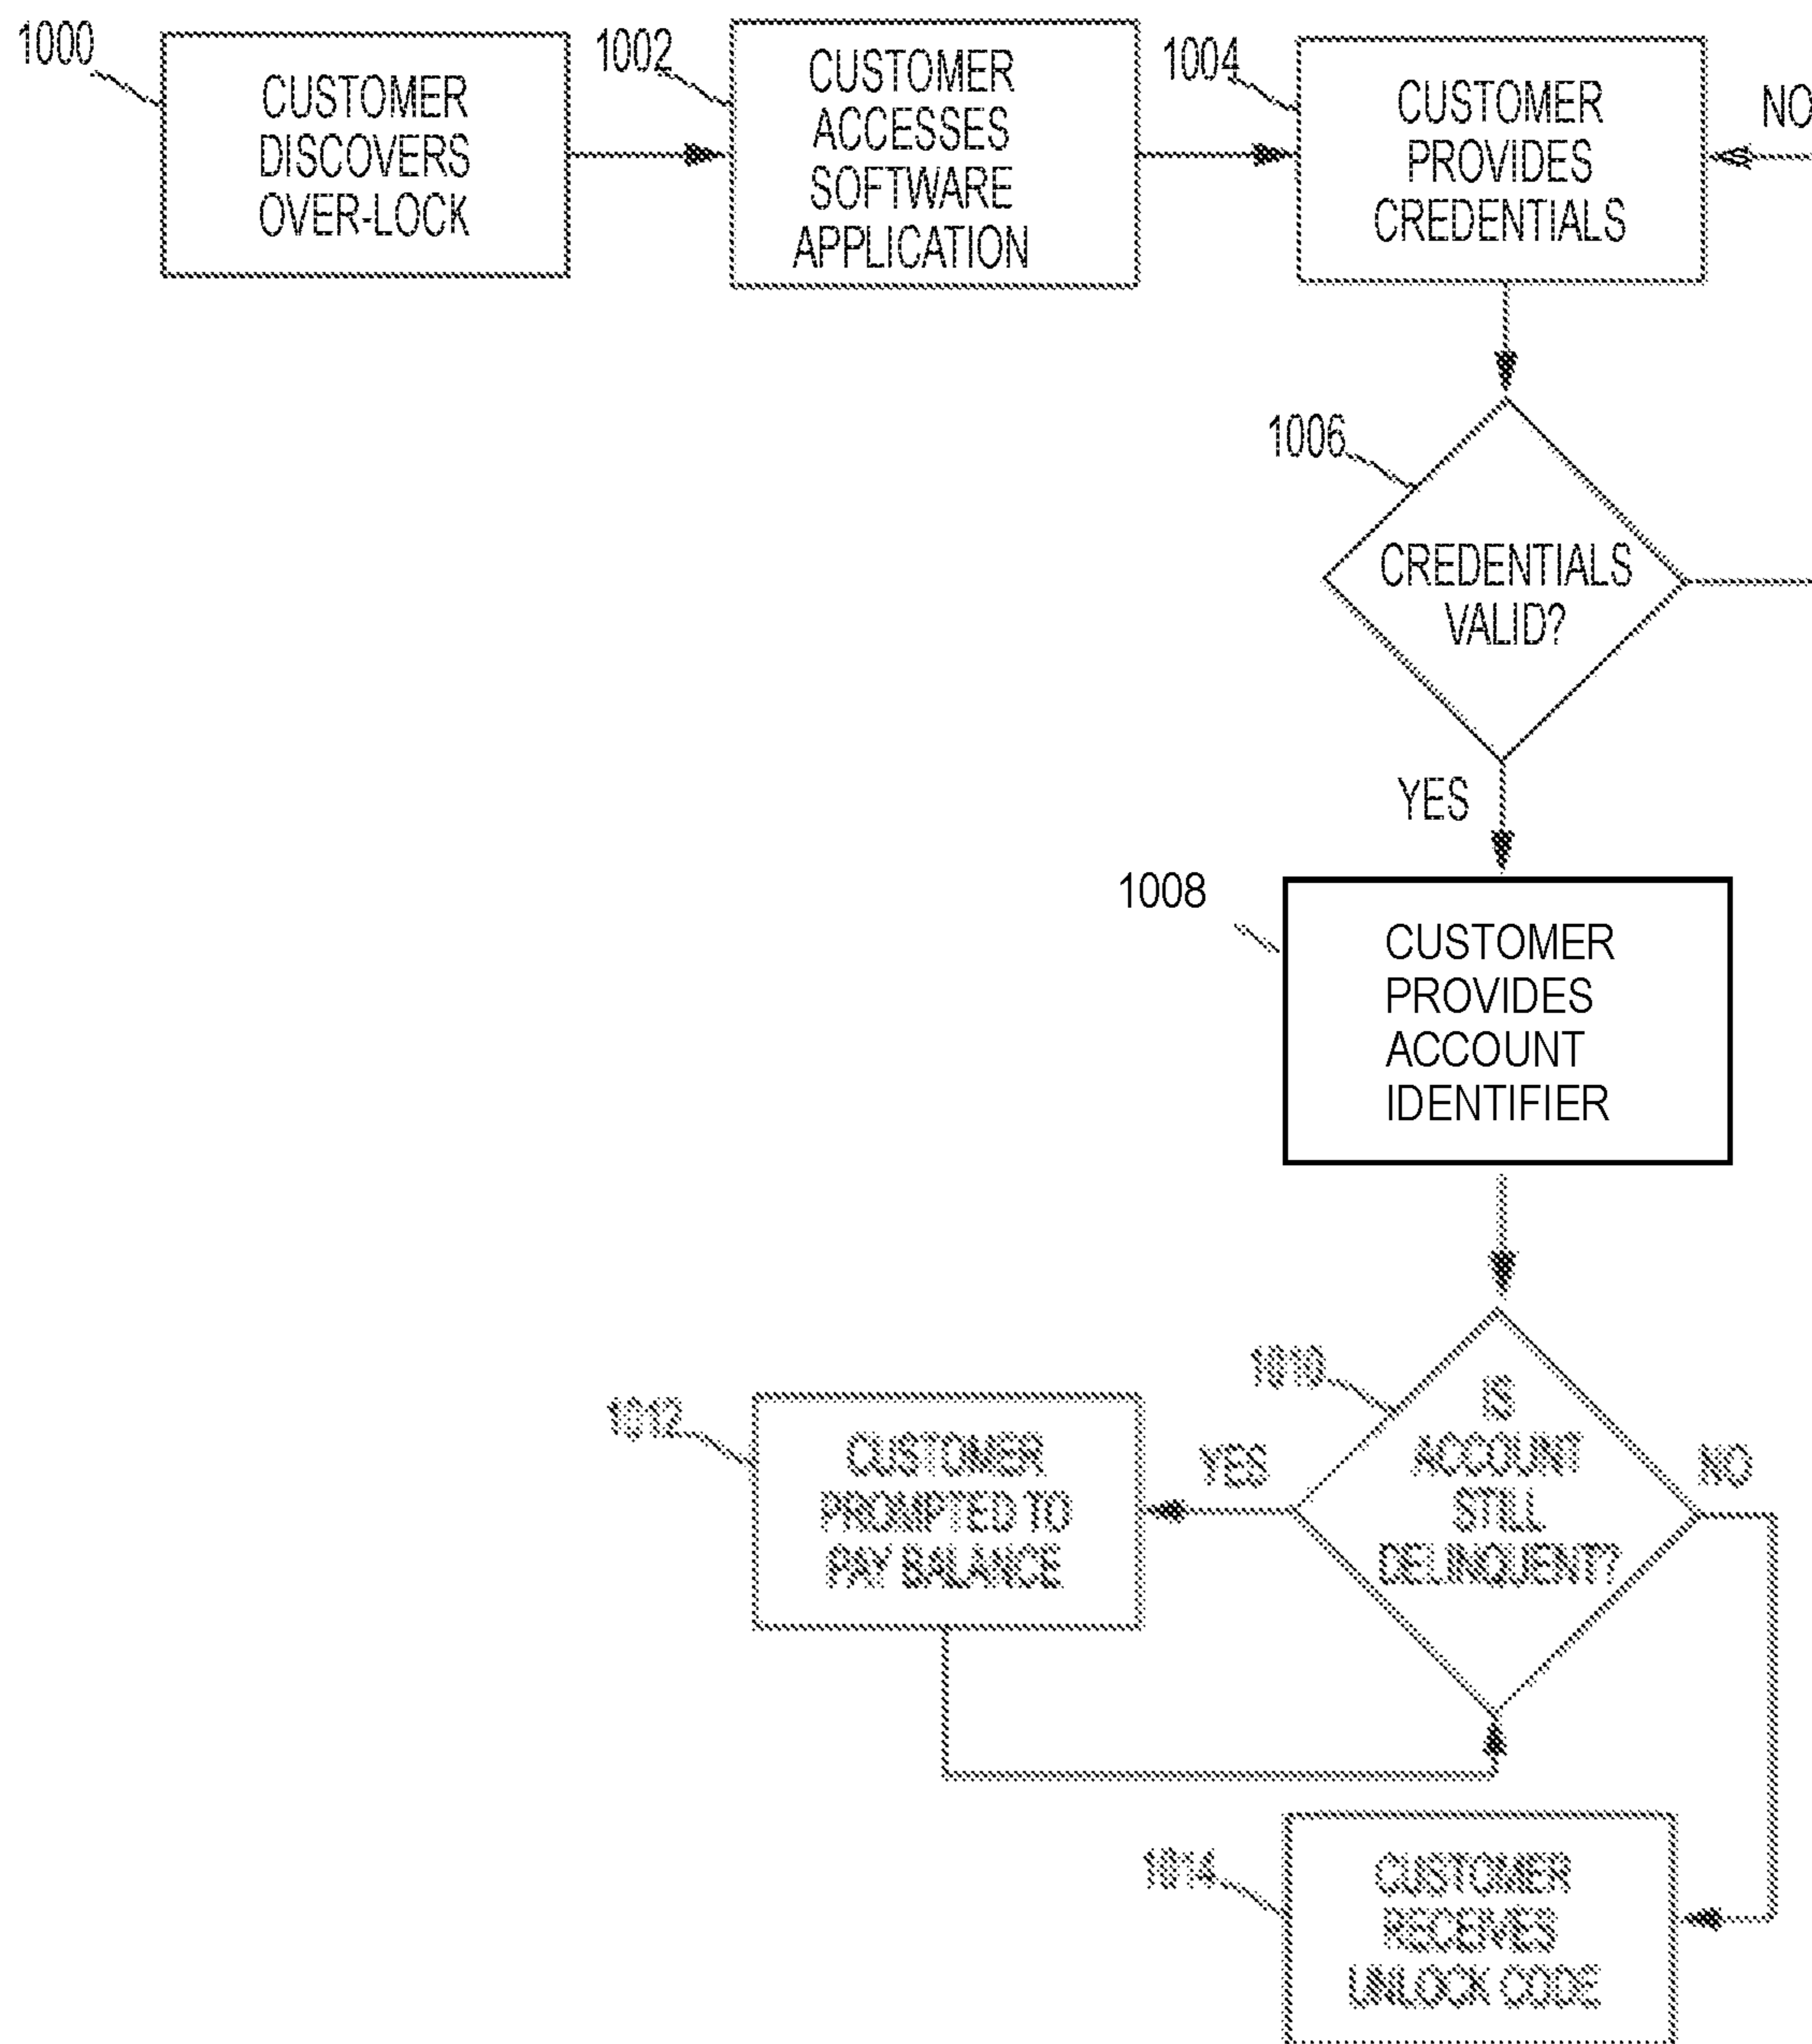 1000
CUSTOMER
DISCOVERS
OVER-LOCK
1002
CUSTOMER
ACCESSES
SOFTWARE
APPLICATION
1004
CUSTOMER
PROVIDES
CREDENTIALS
NO
1006
CREDENTIALS
VALID?
YES
1008
CUSTOMER
PROVIDES
ACCOUNT
IDENTIFIER
1010
IS
ACCOUNT
STILL
DELINQUENT?
YES
NO
1012
CUSTOMER
PROMPTED TO
PAY BALANCE
1014
CUSTOMER
RECEIVES
UNLOCK CODE